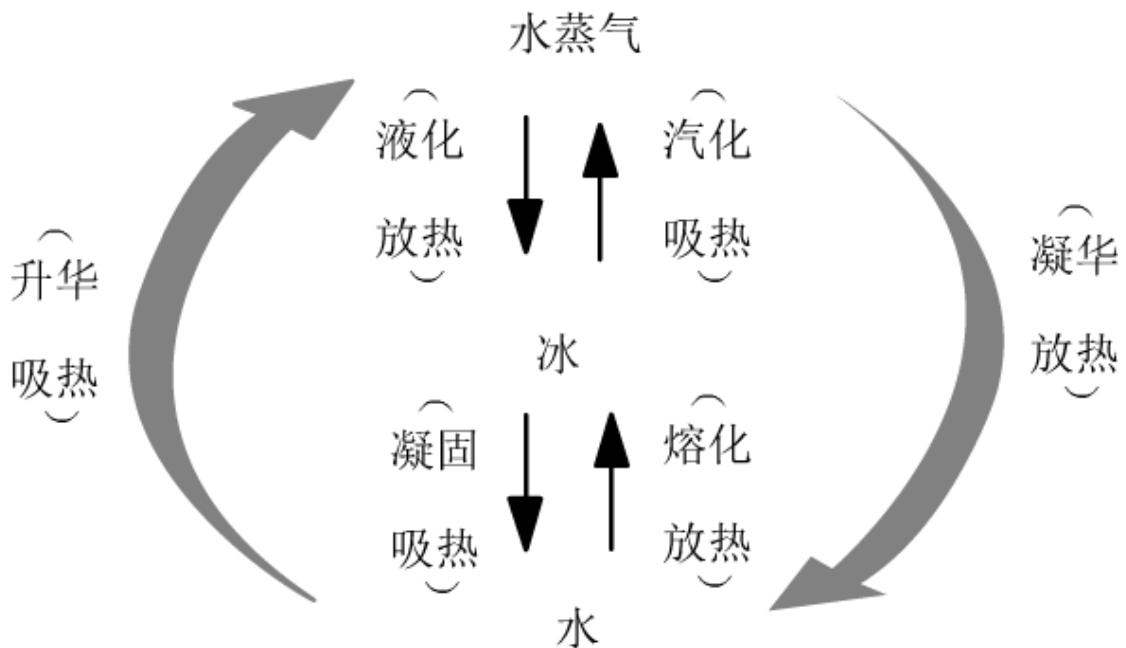 水蒸气
（液化 放热）
（汽化 吸热）
（升华 吸热）
（凝华 放热）
冰
（凝固 吸热）
（熔化 放热）
水